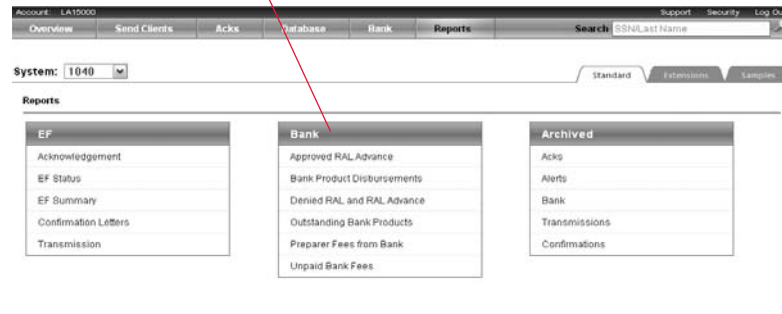 Account: LA15000 Support Security Log Ou
Overview Send Clients Acks Database Bank Reports Search SSN/Last Name
System: 1040 Standard Extensions Samples
Reports
EF Bank Archived
Acknowledgement Approved RAL Advance Acks
EF Status Bank Product Disbursements Alerts
EF Summary Denied RAL and RAL Advance Bank
Confirmation Letters Outstanding Bank Products Transmissions
Transmission Preparer Fees from Bank Confirmations
Unpaid Bank Fees